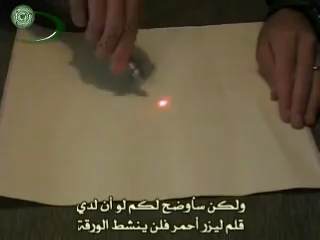 ولكن سأوضح لكم لو أن لدي
قلم ليزر أحمر فلن ينشط الورقة